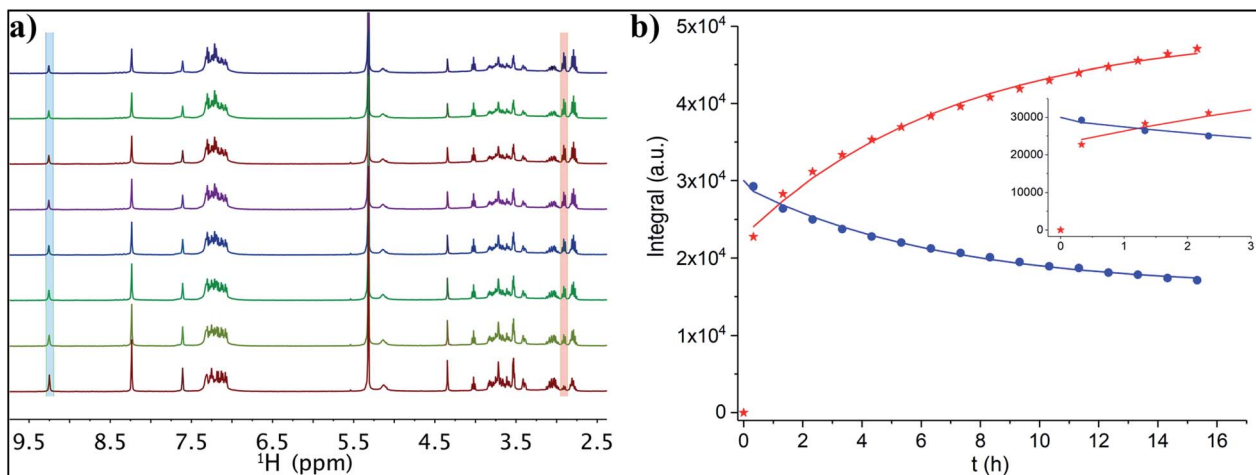 a)
9.5 8.5 7.5 6.5 5.5 4.5 3.5 2.5
¹H (ppm)
b)
5x10⁴
4x10⁴
3x10⁴
2x10⁴
1x10⁴
0
Integral (a.u.)
0 2 4 6 8 10 12 14 16
t (h)
30000
20000
10000
0
0 1 2 3